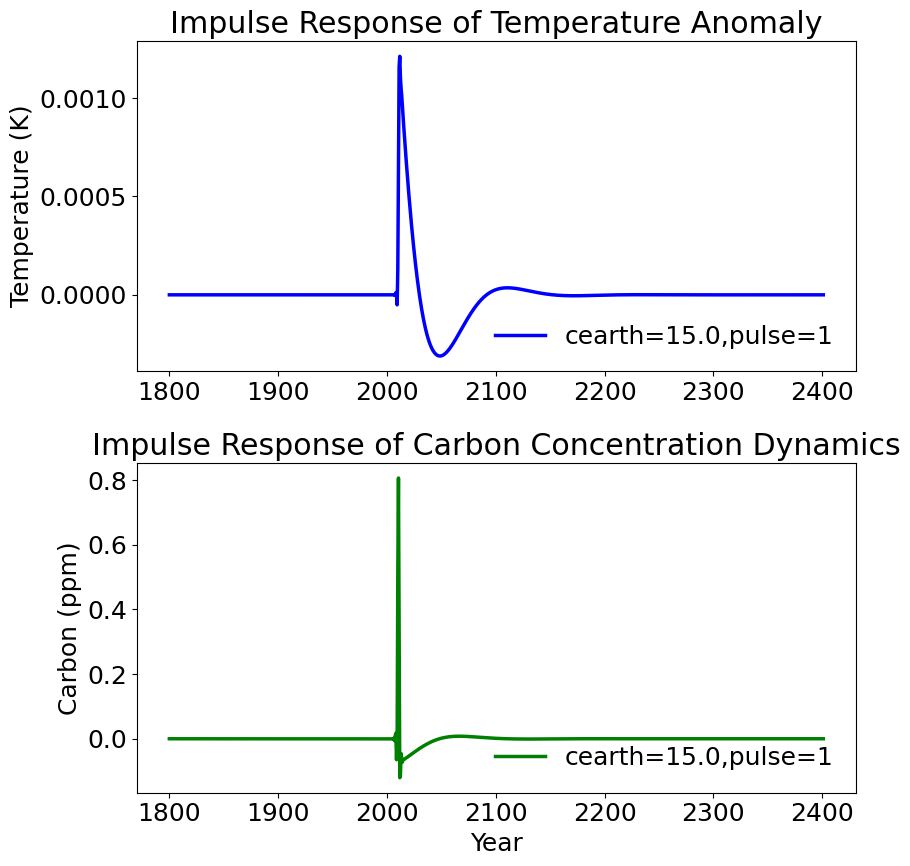 Impulse Response of Temperature Anomaly
Temperature (K)
0.0010
0.0005
0.0000
cearth=15.0,pulse=1
1800 1900 2000 2100 2200 2300 2400
Impulse Response of Carbon Concentration Dynamics
Carbon (ppm)
0.8
0.6
0.4
0.2
0.0
cearth=15.0,pulse=1
1800 1900 2000 2100 2200 2300 2400
Year